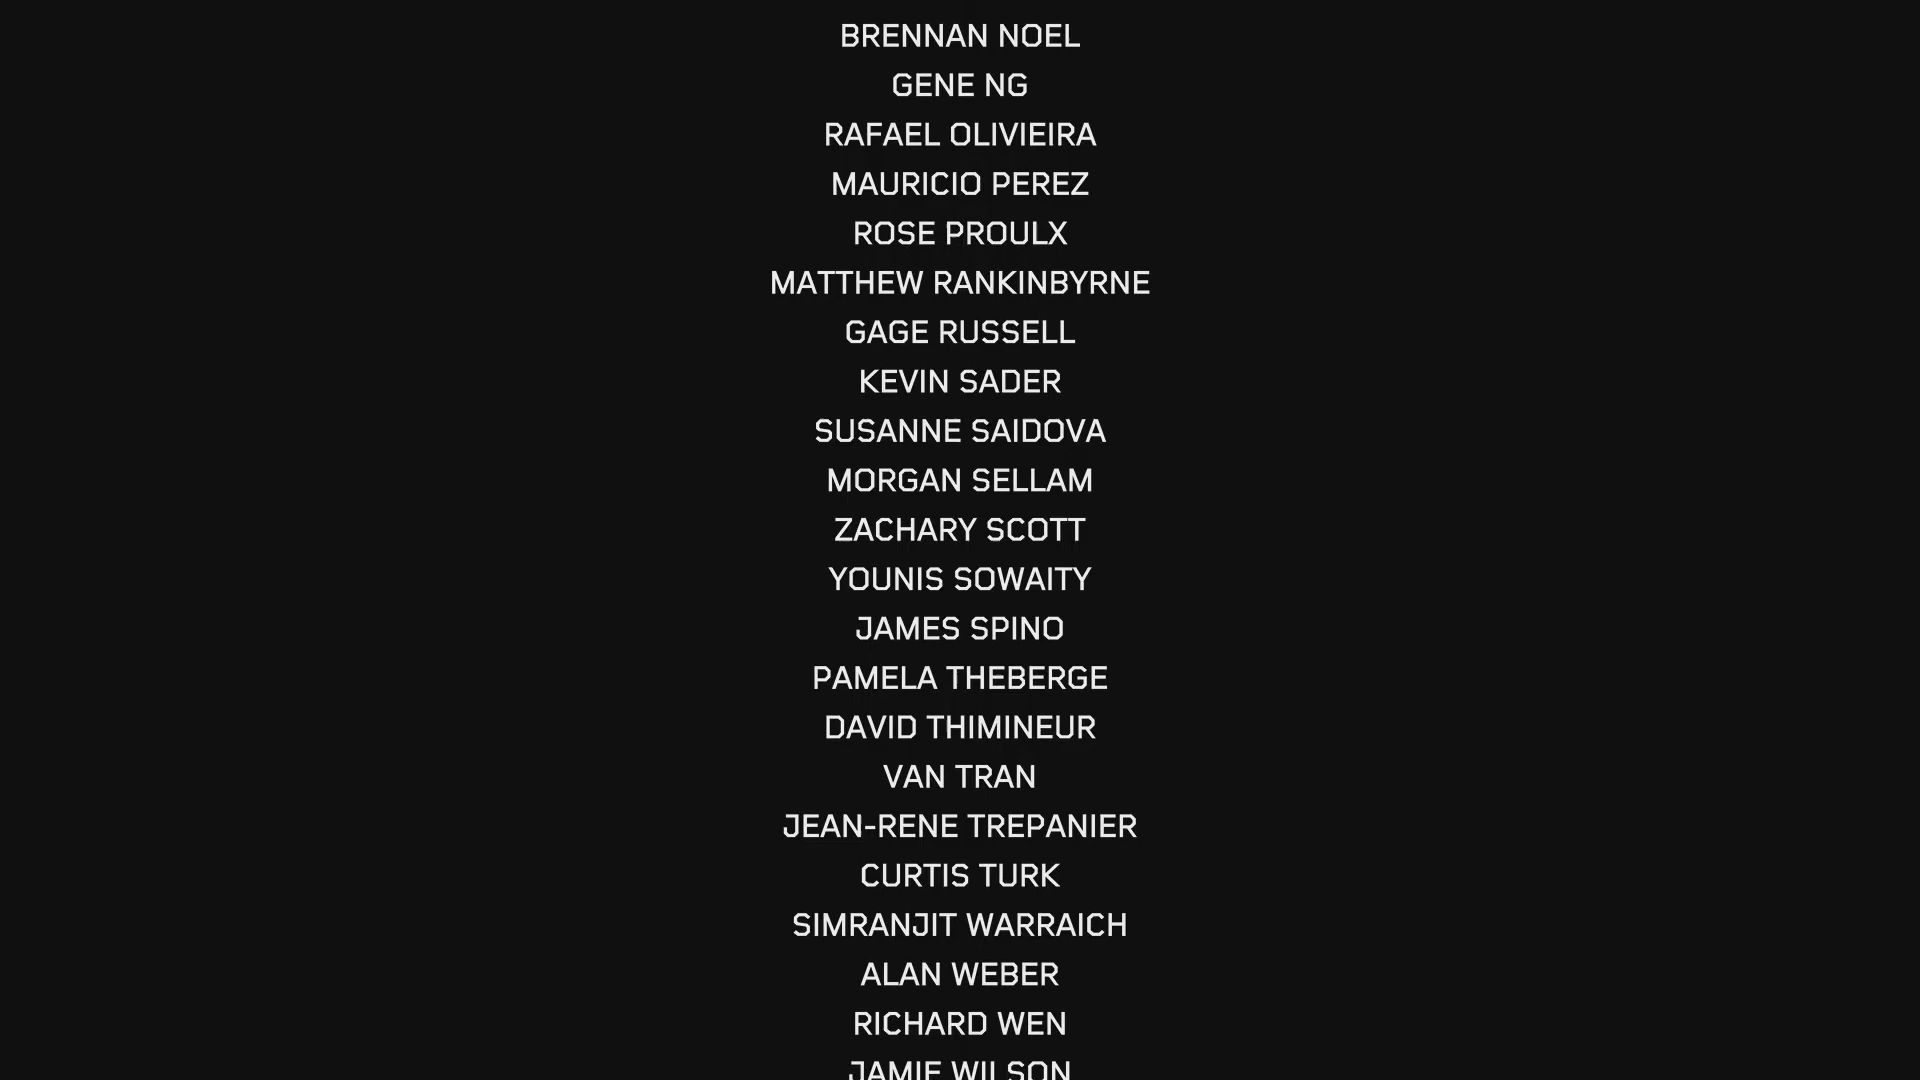 BRENNAN NOEL
GENE NG
RAFAEL OLIVIEIRA
MAURICIO PEREZ
ROSE PROULX
MATTHEW RANKINBYRNE
GAGE RUSSELL
KEVIN SADER
SUSANNE SAIDOVA
MORGAN SELLAM
ZACHARY SCOTT
YOUNIS SOWAITY
JAMES SPINO
PAMELA THEBERGE
DAVID THIMINEUR
VAN TRAN
JEAN-RENE TREPANIER
CURTIS TURK
SIMRANJIT WARRAICH
ALAN WEBER
RICHARD WEN
JAMIE WILSON